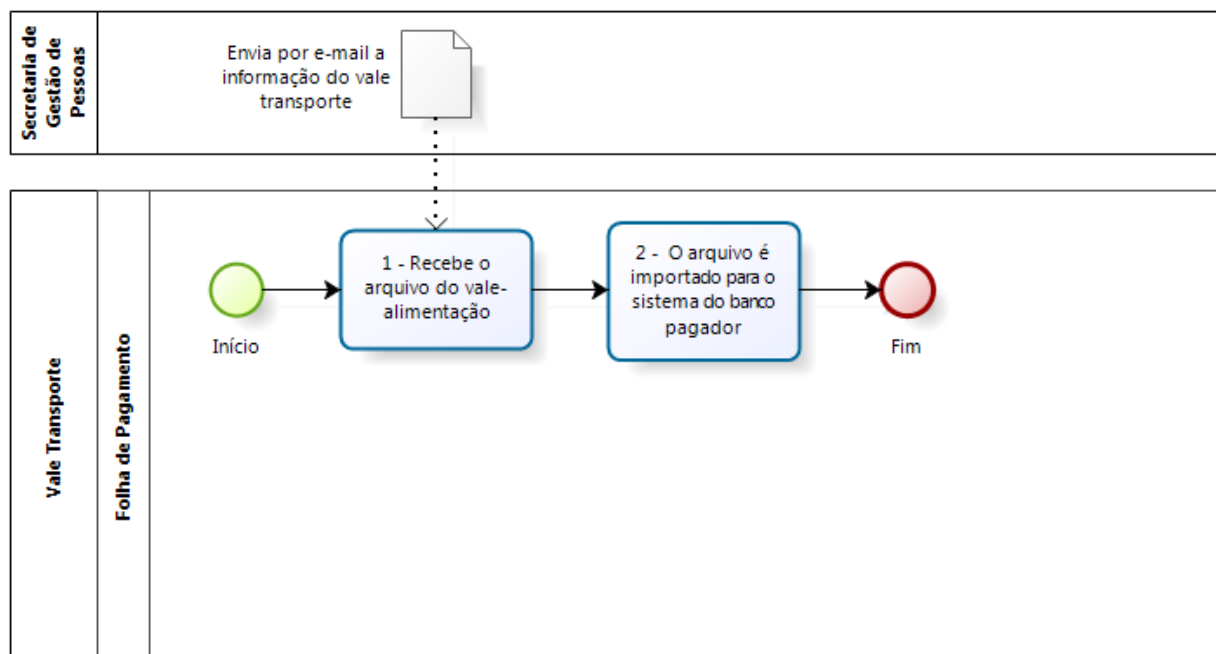 Secretaria de
Gestão de
Pessoas
Envia por e-mail a
informação do vale
transporte
Vale Transporte
Folha de Pagamento
Início
1 - Recebe o
arquivo do vale-
alimentação
2 -  O arquivo é
importado para o
sistema do banco
pagador
Fim